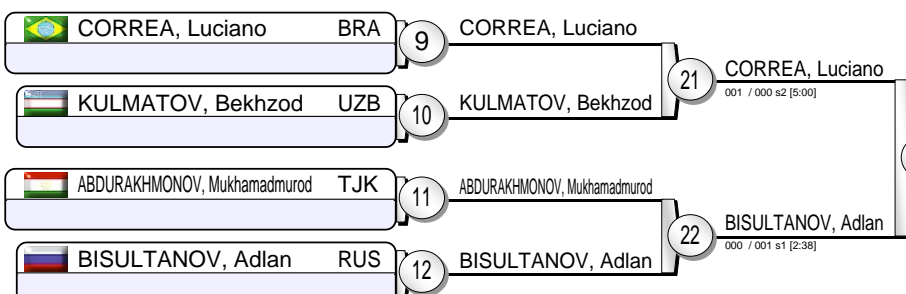 CORREA, Luciano BRA
9
CORREA, Luciano
KULMATOV, Bekhzod UZB
10
KULMATOV, Bekhzod
21
CORREA, Luciano
001 / 000 s2 [5:00]
ABDURAKHMONOV, Mukhamadmurod TJK
11
ABDURAKHMONOV, Mukhamadmurod
BISULTANOV, Adlan RUS
12
BISULTANOV, Adlan
22
BISULTANOV, Adlan
000 / 001 s1 [2:38]